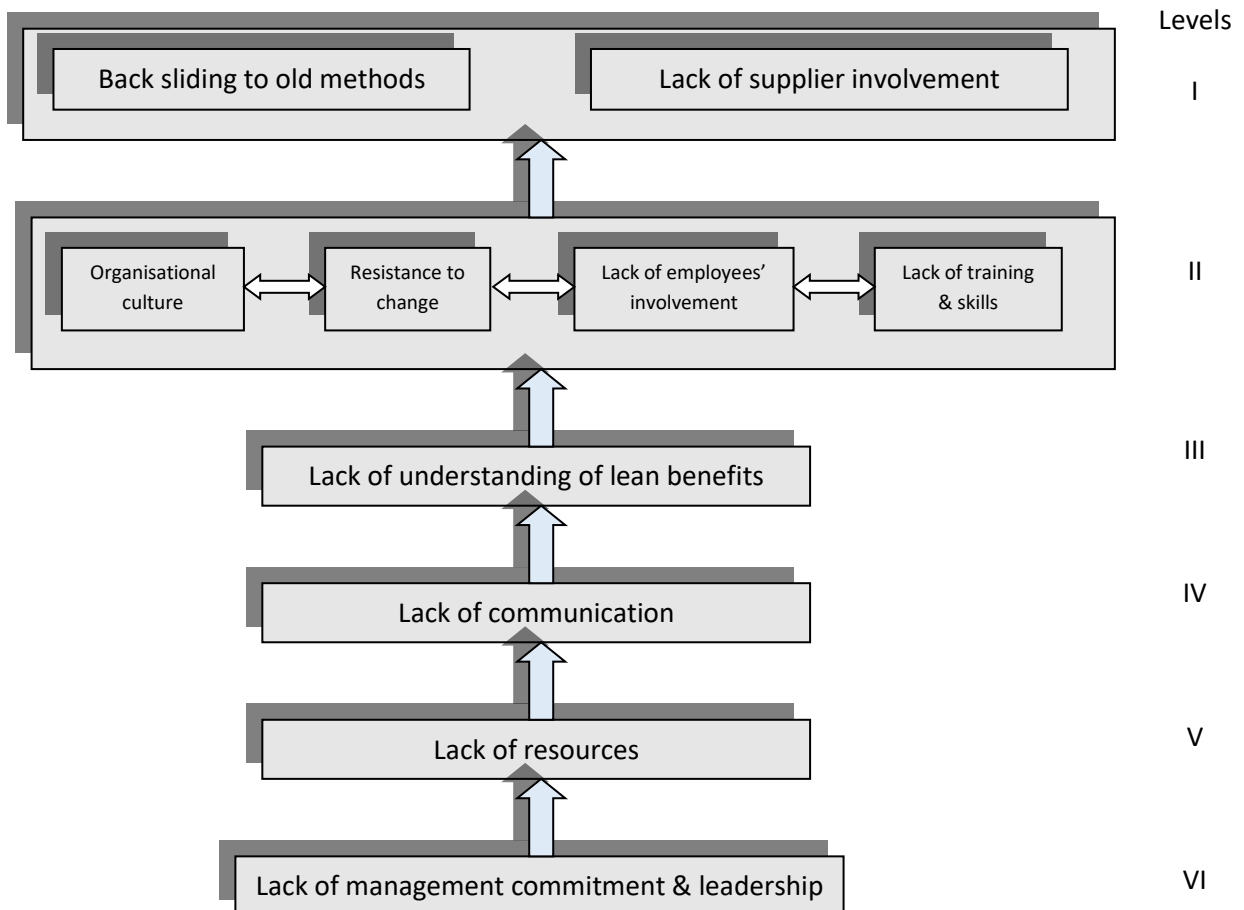 Levels
Back sliding to old methods
Lack of supplier involvement
I
Organisational
culture
Resistance to
change
Lack of employees’
involvement
Lack of training
& skills
II
Lack of understanding of lean benefits
III
Lack of communication
IV
Lack of resources
V
Lack of management commitment & leadership
VI